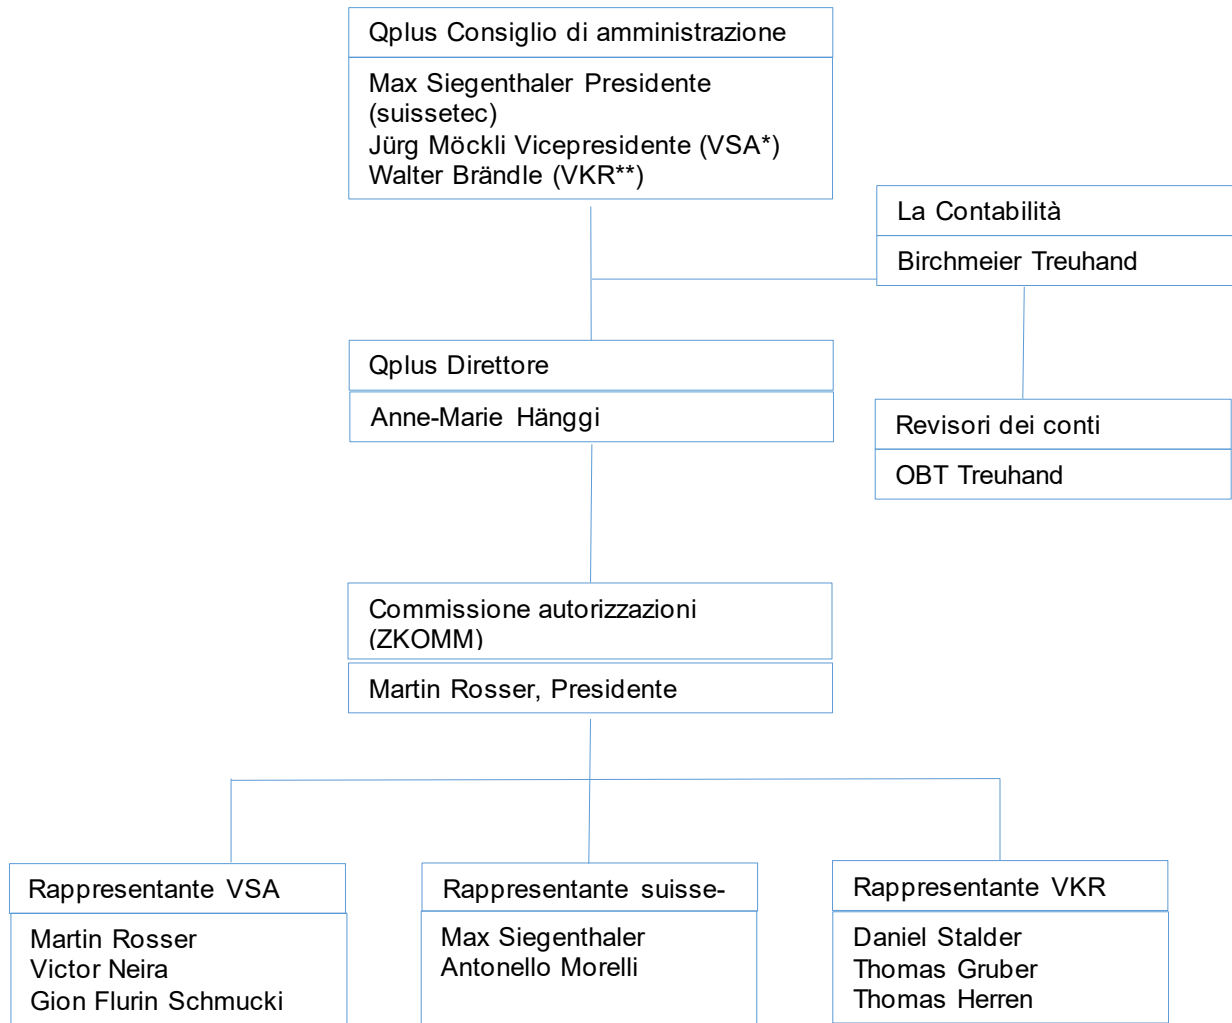 Qplus Consiglio di amministrazione
Max Siegenthaler Presidente
(suissetec)
Jürg Möckli Vicepresidente (VSA*)
Walter Brändle (VKR**)
La Contabilità
Birchmeier Treuhand
Qplus Direttore
Anne-Marie Hänggi
Revisori dei conti
OBT Treuhand
Commissione autorizzazioni
(ZKOMM)
Martin Rosser, Presidente
Rappresentante VSA
Martin Rosser
Victor Neira
Gion Flurin Schmucki
Rappresentante suisse-
Max Siegenthaler
Antonello Morelli
Rappresentante VKR
Daniel Stalder
Thomas Gruber
Thomas Herren